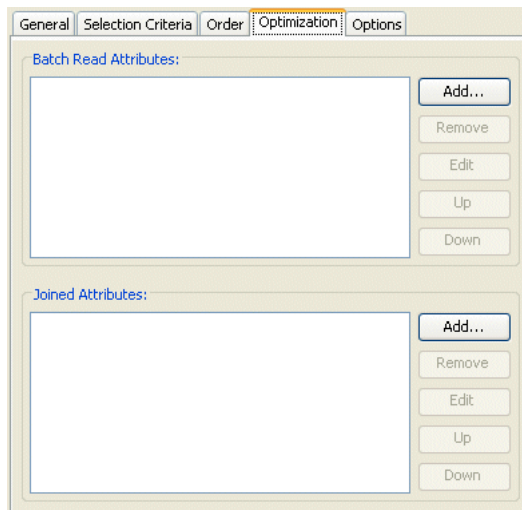 General Selection Criteria Order Optimization Options
Batch Read Attributes:
Add...
Remove
Edit
Up
Down
Joined Attributes:
Add...
Remove
Edit
Up
Down